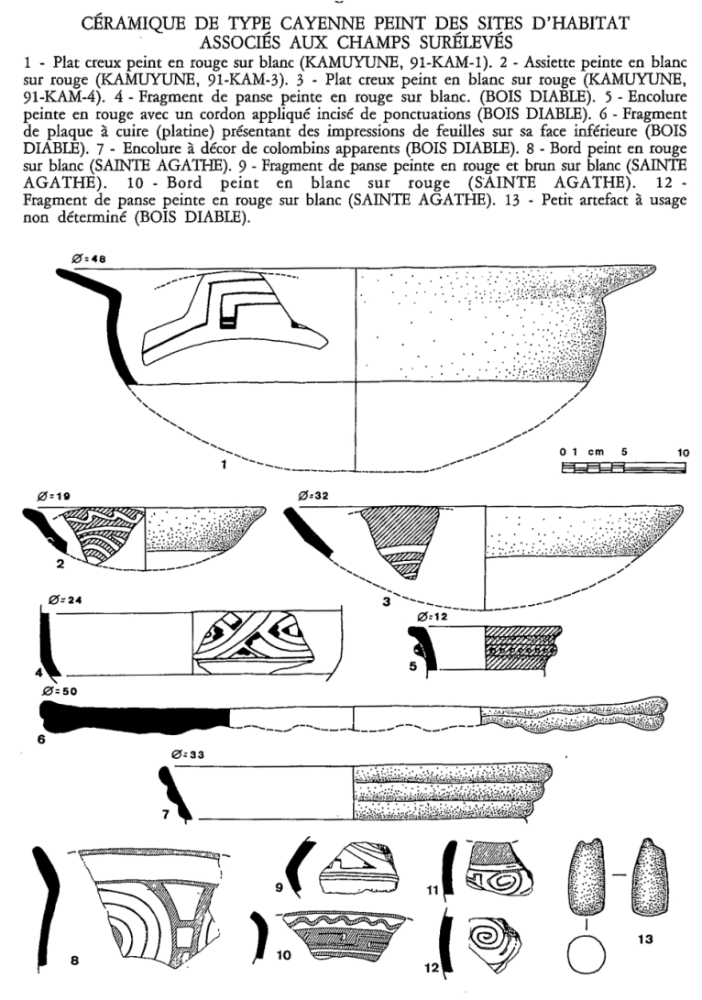 CÉRAMIQUE DE TYPE CAYENNE PEINT DES SITES D'HABITAT
ASSOCIÉS AUX CHAMPS SURÉLEVÉS
1 - Plat creux peint en rouge sur blanc (KAMUYUNE, 91-KAM-1). 2 - Assiette peinte en blanc
sur rouge (KAMUYUNE, 91-KAM-3). 3 - Plat creux peint en blanc sur rouge (KAMUYUNE,
91-KAM-4). 4 - Fragment de panse peinte en rouge sur blanc. (BOIS DIABLE). 5 - Encolure
peinte en rouge avec un cordon appliqué incisé de ponctuations (BOIS DIABLE). 6 - Fragment
de plaque à cuire (platine) présentant des impressions de feuilles sur sa face inférieure (BOIS
DIABLE). 7 - Encolure à décor de colombins apparents (BOIS DIABLE). 8 - Bord peint en rouge
sur blanc (SAINTE AGATHE). 9 - Fragment de panse peinte en rouge et brun sur blanc (SAINTE
AGATHE). 10 - Bord peint en blanc sur rouge (SAINTE AGATHE). 12 -
Fragment de panse peinte en rouge sur blanc (SAINTE AGATHE). 13 - Petit artefact à usage
non déterminé (BOIS DIABLE).
Ø=48
1
0 1 cm 5 10
Ø=19
2
Ø=32
3
Ø=24
4
Ø=12
5
Ø=50
6
Ø=33
7
8
9
10
11
12
13